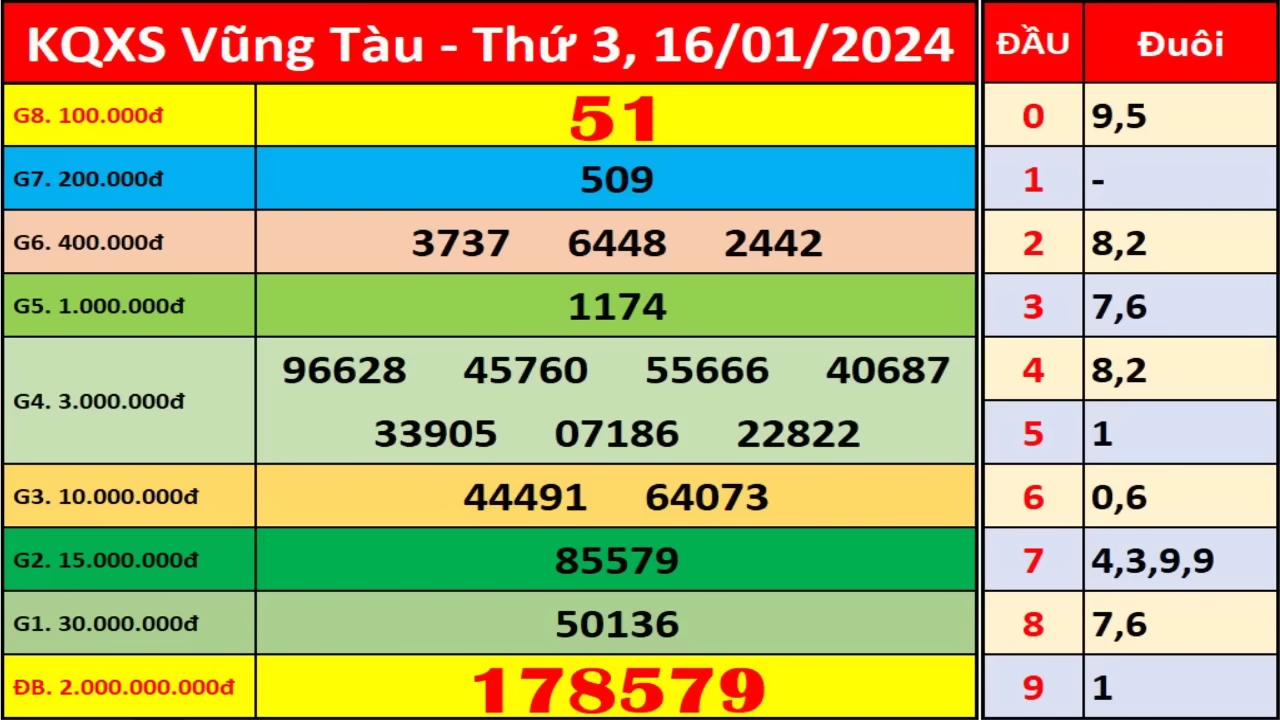 KQXS Vũng Tàu - Thứ 3, 16/01/2024
G8. 100.000đ 51
G7. 200.000đ 509
G6. 400.000đ 3737 6448 2442
G5. 1.000.000đ 1174
G4. 3.000.000đ 96628 45760 55666 40687
33905 07186 22822
G3. 10.000.000đ 44491 64073
G2. 15.000.000đ 85579
G1. 30.000.000đ 50136
ĐB. 2.000.000.000đ 178579
ĐẦU Đuôi
0 9,5
1 -
2 8,2
3 7,6
4 8,2
5 1
6 0,6
7 4,3,9,9
8 7,6
9 1